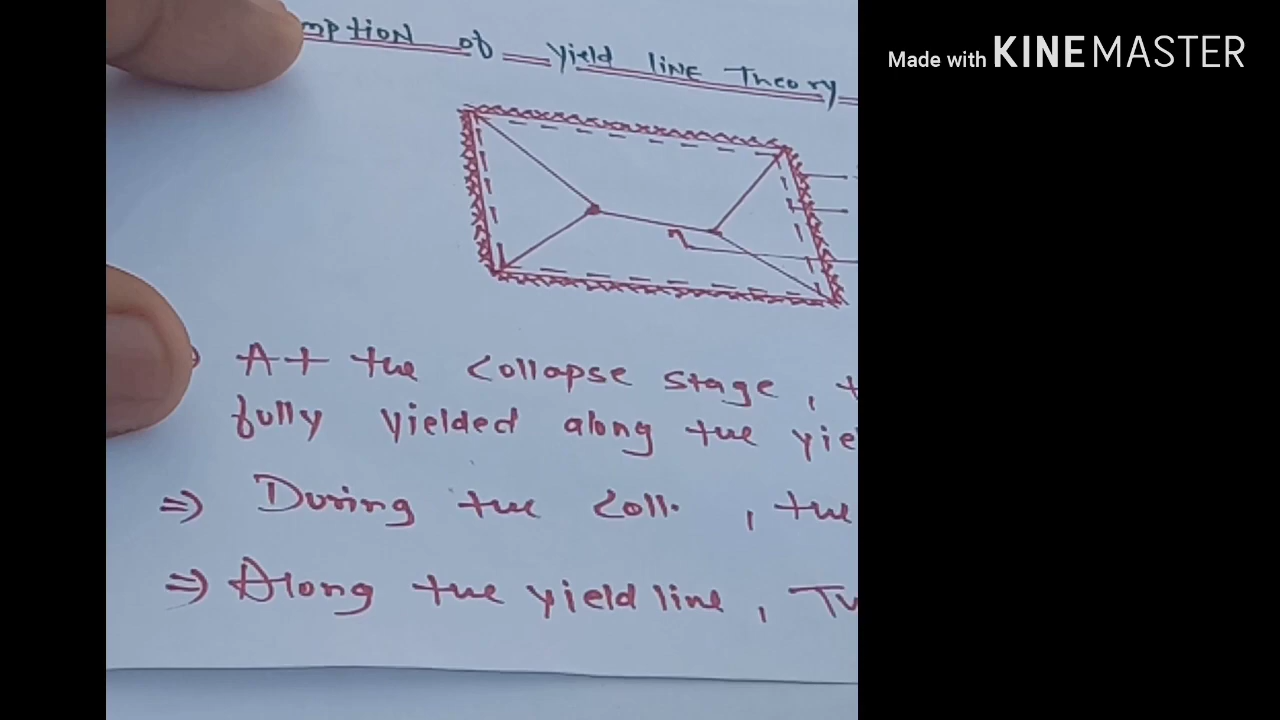 Made with KINEMASTER
mption of yield line Theory
At the collapse stage, t
fully yielded along the yie
⇒ During the coll. , the
⇒ Along the yield line, Tw